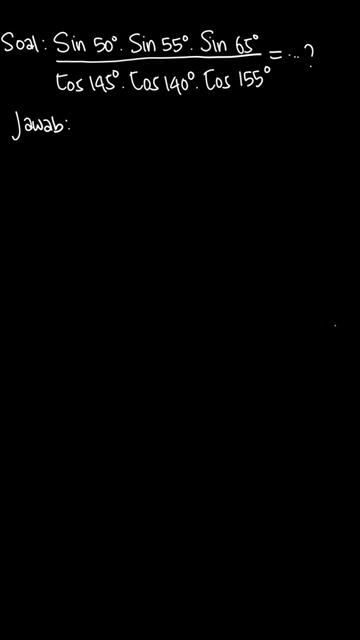 Soal: Sin 50°. Sin 55°. Sin 65° = ... ?
Cos 145°. Cos 140°. Cos 155°
Jawab: